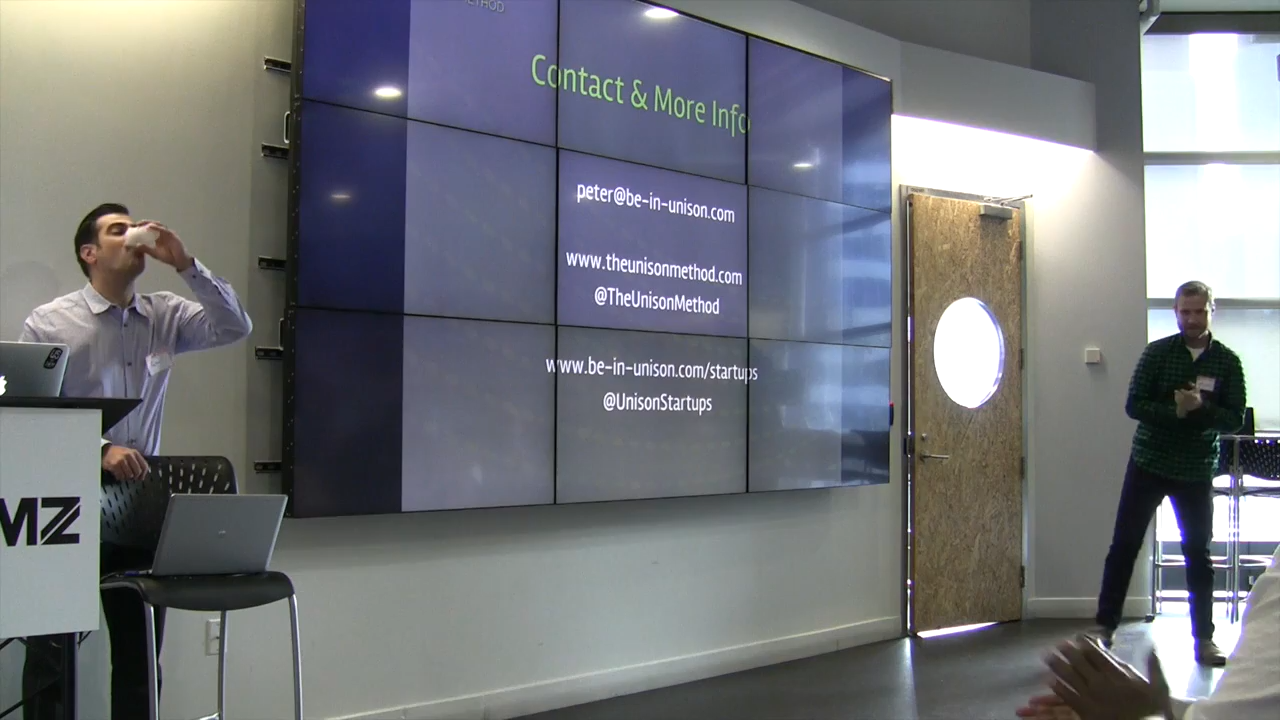 METHOD
Contact & More Info
peter@be-in-unison.com
www.theunisonmethod.com
@TheUnisonMethod
www.be-in-unison.com/startups
@UnisonStartups
MZ